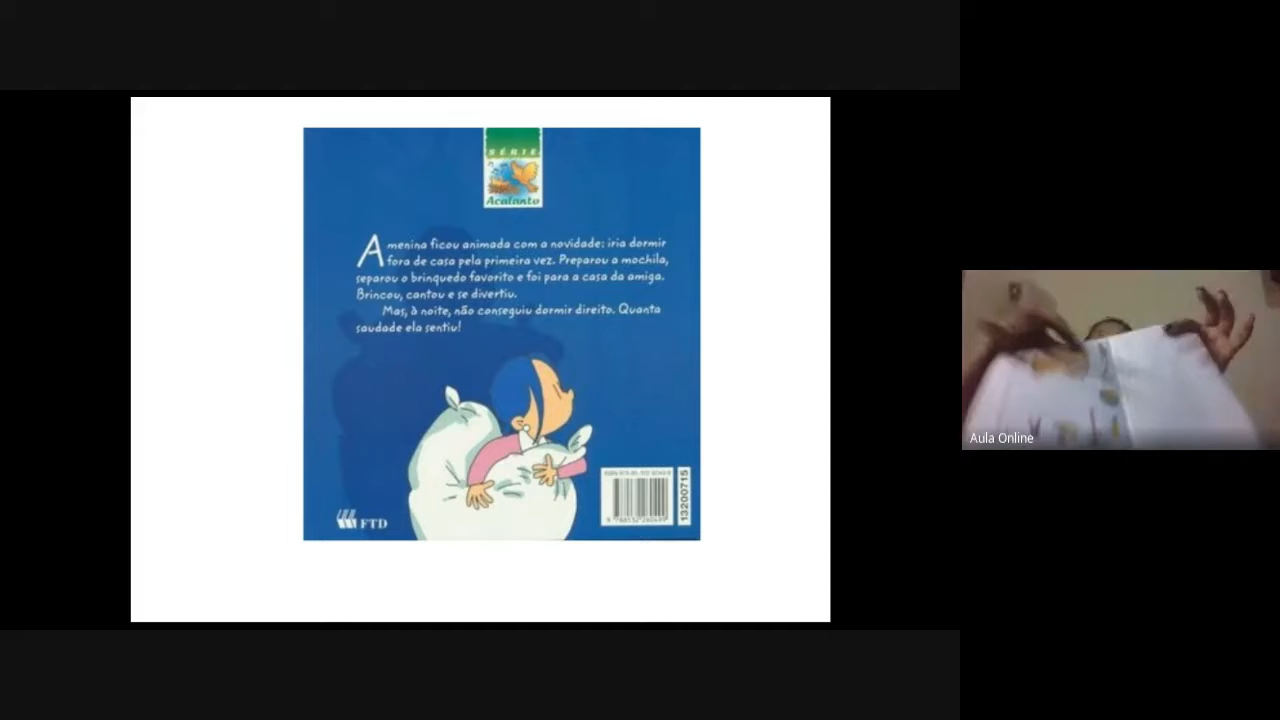 SÉRIE
Acalanto
A menina ficou animada com a novidade: iria dormir
fora de casa pela primeira vez. Preparou a mochila,
separou o brinquedo favorito e foi para a casa da amiga.
Brincou, cantou e se divertiu.
Mas, à noite, não conseguiu dormir direito. Quanta
saudade ela sentiu!
13200715
FTD
Aula Online